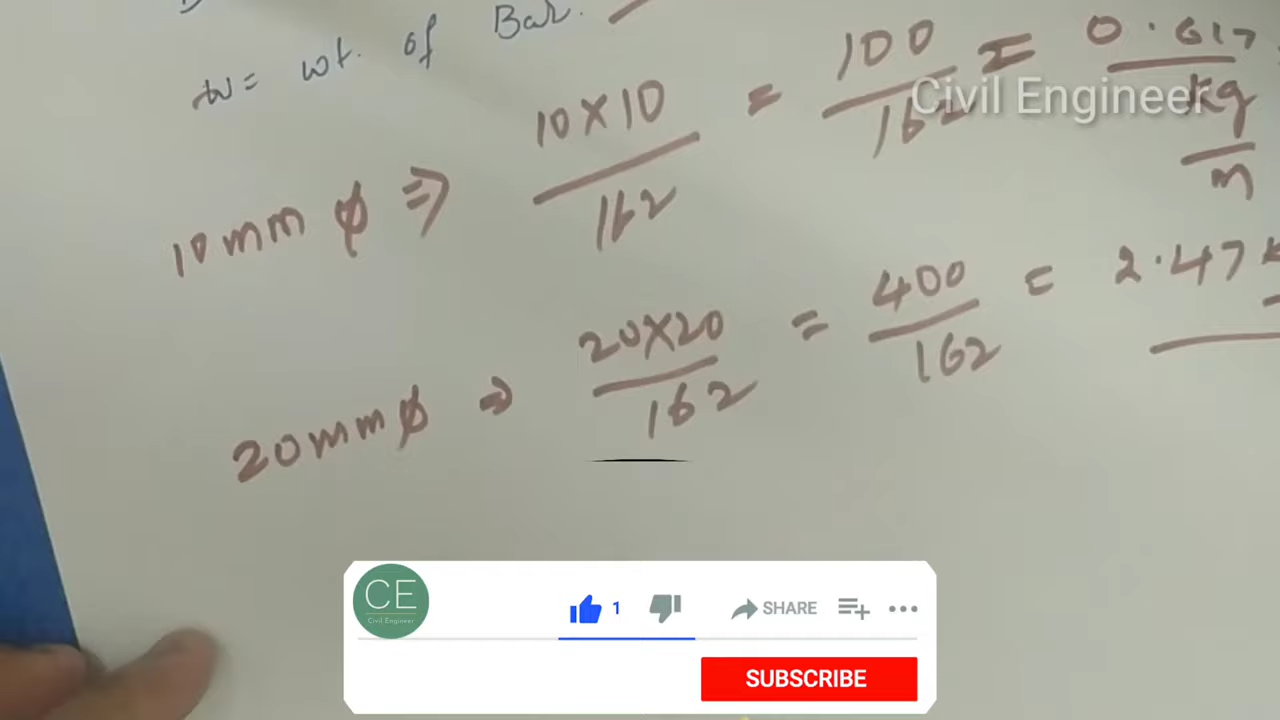 w = wt. of Bar.
10mm ϕ ⇒ 10×10/162 = 100/162 = 0.617 kg/m
Civil Engineer
20mm ϕ ⇒ 20×20/162 = 400/162 = 2.47 k
CE
Civil Engineer
1
SHARE
SUBSCRIBE